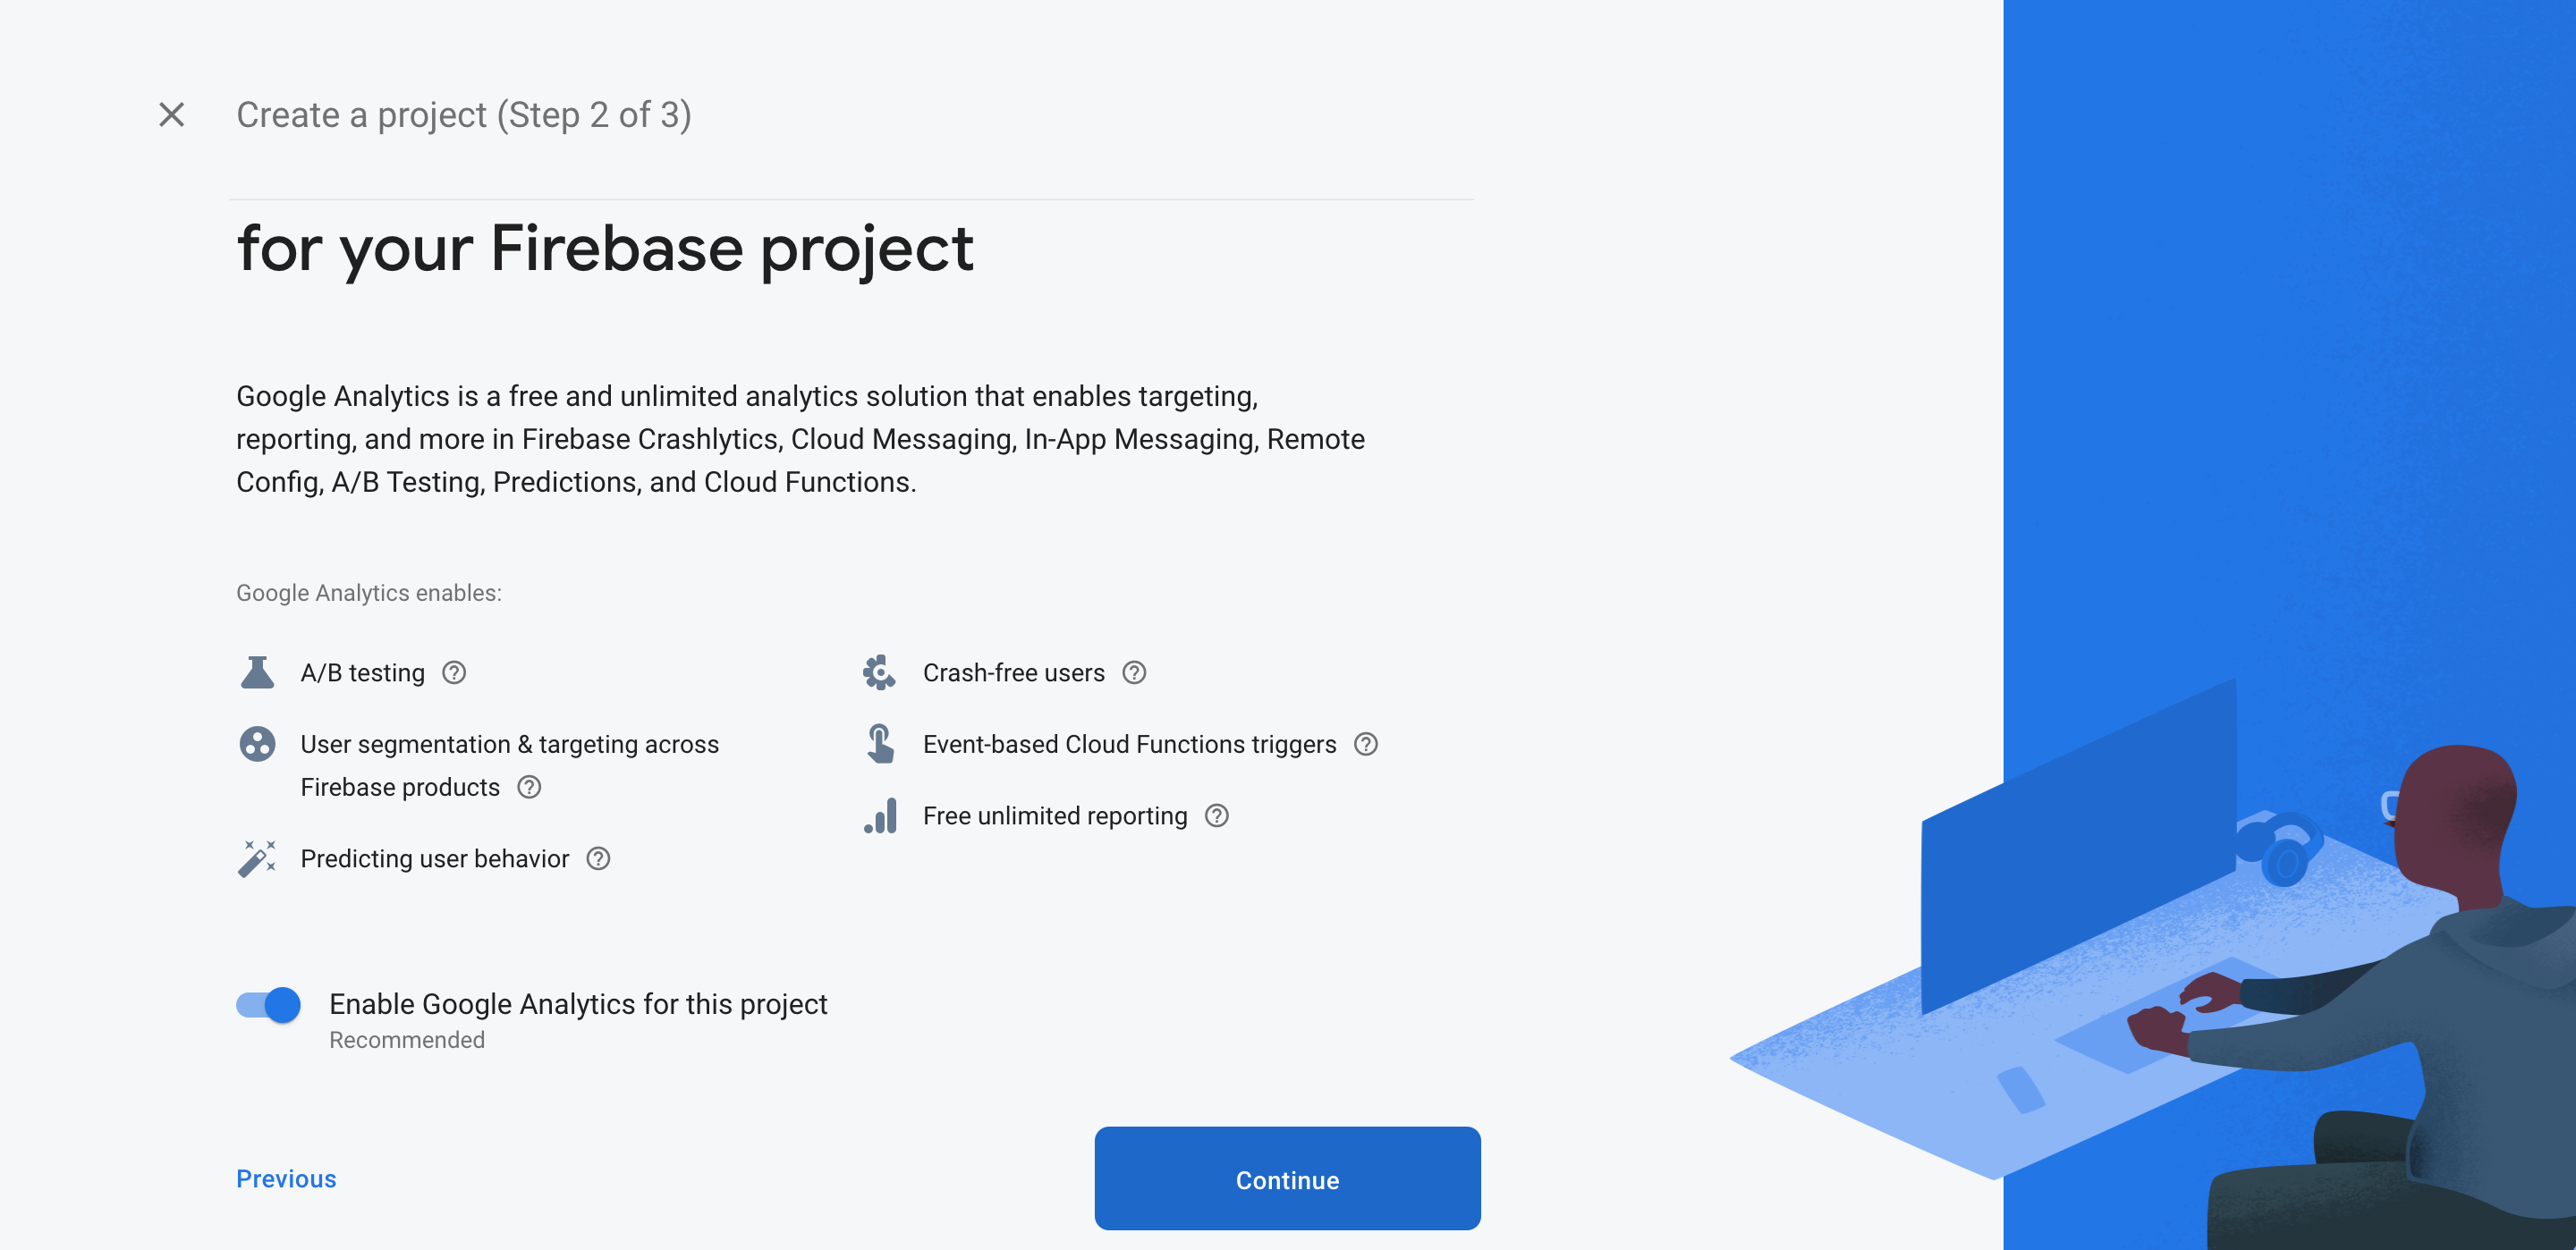 Create a project (Step 2 of 3)
for your Firebase project
Google Analytics is a free and unlimited analytics solution that enables targeting,
reporting, and more in Firebase Crashlytics, Cloud Messaging, In-App Messaging, Remote
Config, A/B Testing, Predictions, and Cloud Functions.
Google Analytics enables:
A/B testing
User segmentation & targeting across
Firebase products
Predicting user behavior
Crash-free users
Event-based Cloud Functions triggers
Free unlimited reporting
Enable Google Analytics for this project
Recommended
Previous
Continue